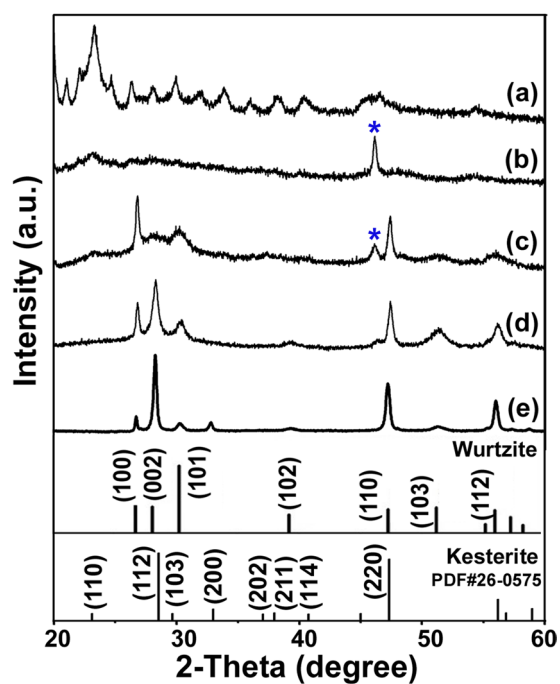 Intensity (a.u.)
(a)
*
(b)
*
(c)
(d)
(e)
Wurtzite
(100)
(002)
(101)
(102)
(110)
(103)
(112)
Kesterite
PDF#26-0575
(110)
(112)
(103)
(200)
(202)
(211)
(114)
(220)
20 30 40 50 60
2-Theta (degree)